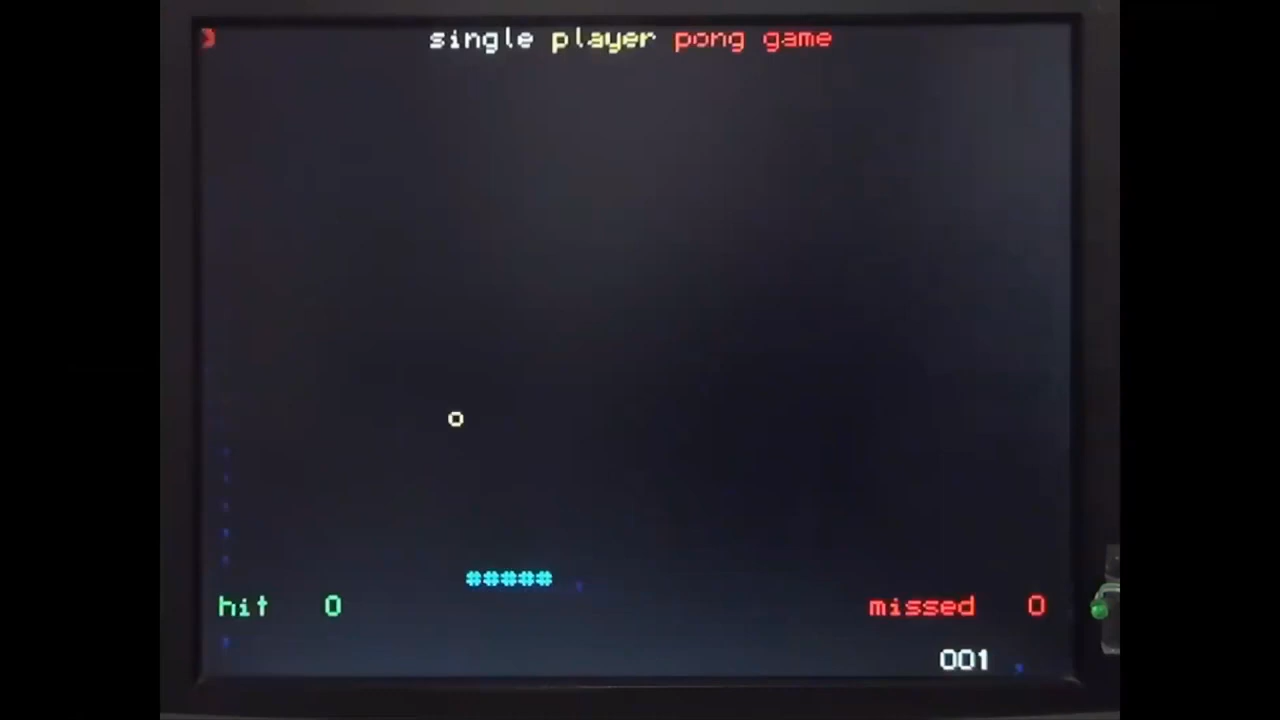 single player pong game
o
#####
hit 0 missed 0
001